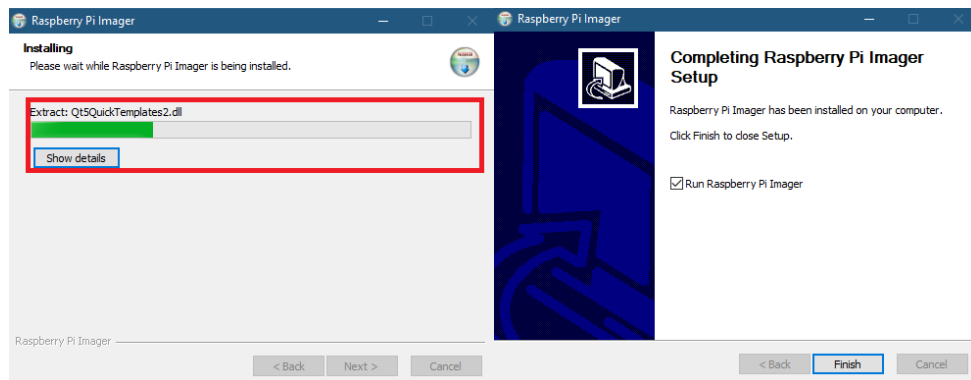 Raspberry Pi Imager
Installing
Please wait while Raspberry Pi Imager is being installed.
Extract: Qt5QuickTemplates2.dll
Show details
Raspberry Pi Imager
< Back Next > Cancel
Raspberry Pi Imager
Completing Raspberry Pi Imager
Setup
Raspberry Pi Imager has been installed on your computer.
Click Finish to close Setup.
Run Raspberry Pi Imager
< Back Finish Cancel